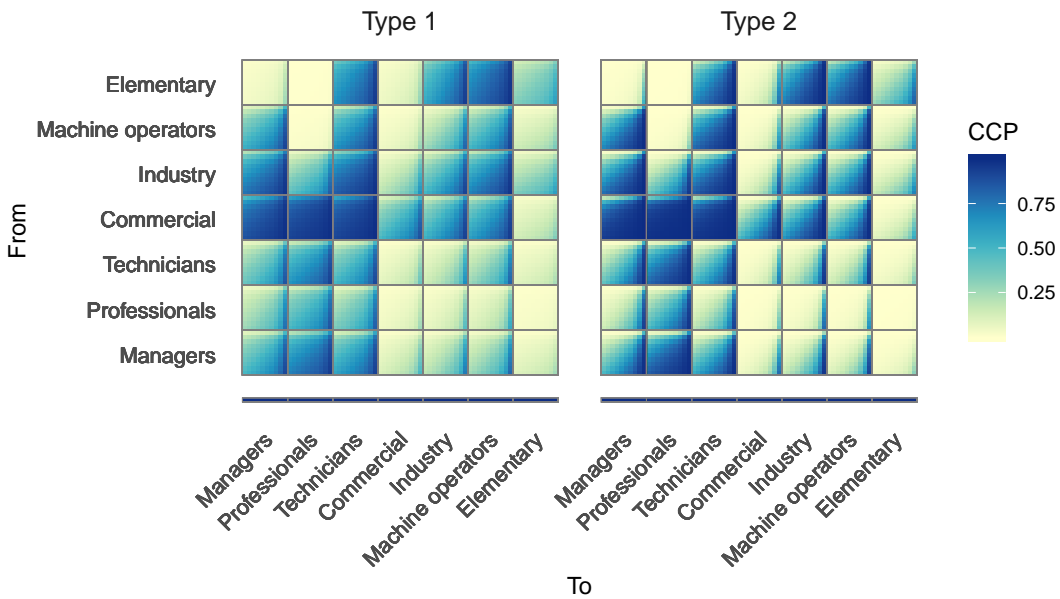 Type 1
Type 2
From
Elementary
Machine operators
Industry
Commercial
Technicians
Professionals
Managers
CCP
0.75
0.50
0.25
Managers
Professionals
Technicians
Commercial
Industry
Machine operators
Elementary
Managers
Professionals
Technicians
Commercial
Industry
Machine operators
Elementary
To